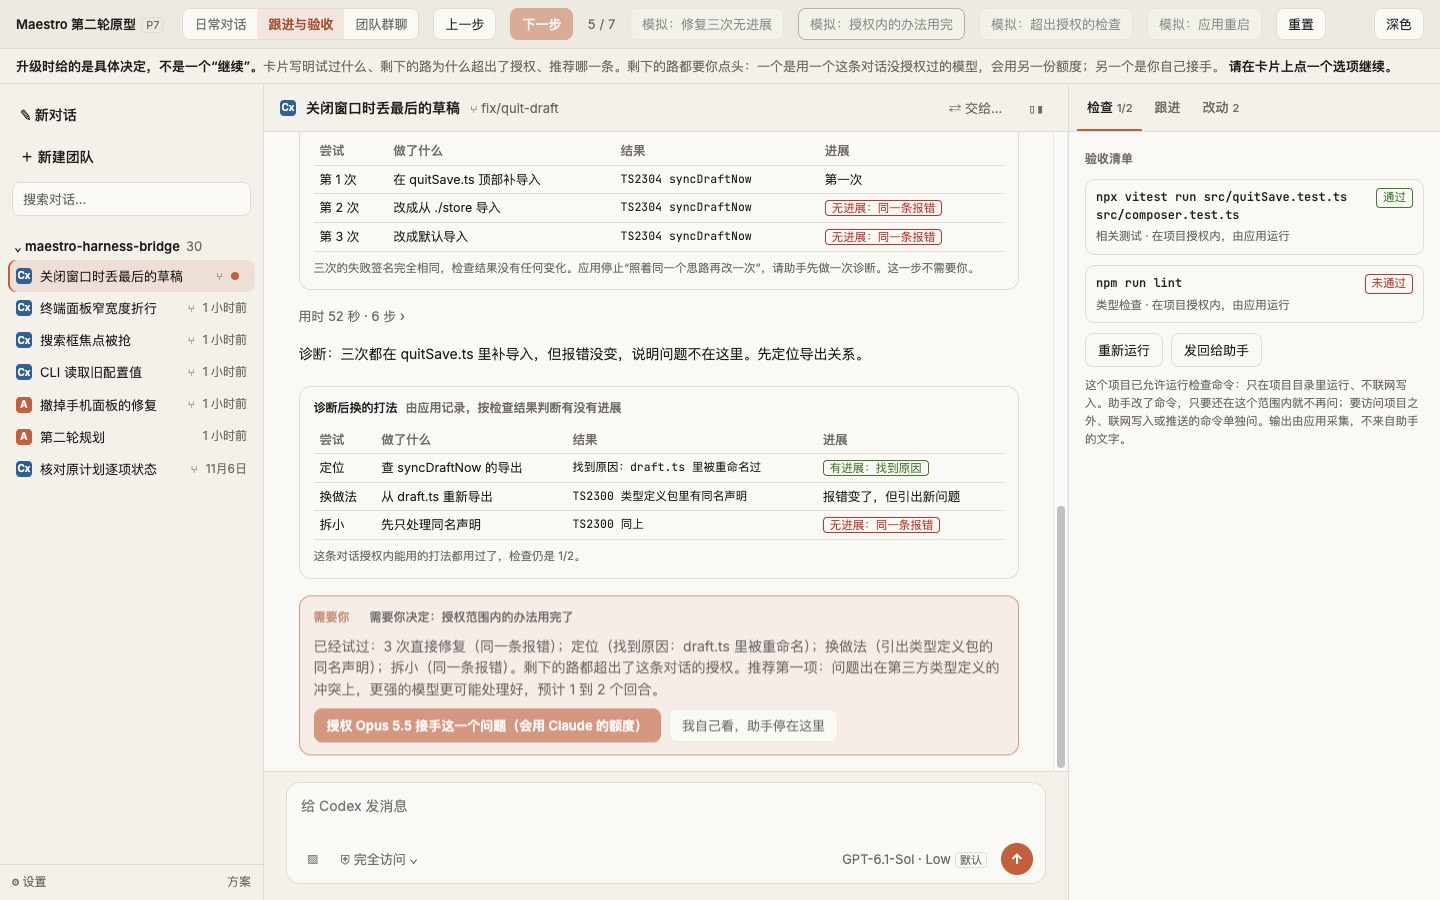 Maestro 第二轮原型 P7 日常对话 跟进与验收 团队群聊 上一步 下一步 5 / 7 模拟：修复三次无进展 模拟：授权内的办法用完 模拟：超出授权的检查 模拟：应用重启 重置 深色
升级时给的是具体决定，不是一个“继续”。卡片写明试过什么、剩下的路为什么超出了授权、推荐哪一条。剩下的路都要你点头：一个是用一个这条对话没授权过的模型，会用另一份额度；另一个是你自己接手。 请在卡片上点一个选项继续。
新对话
新建团队
搜索对话...
maestro-harness-bridge 30
Cx 关闭窗口时丢最后的草稿
Cx 终端面板窄宽度折行 1 小时前
Cx 搜索框焦点被抢 1 小时前
Cx CLI 读取旧配置值 1 小时前
A 撤掉手机面板的修复 1 小时前
A 第二轮规划 1 小时前
Cx 核对原计划逐项状态 11月6日
设置 方案
Cx 关闭窗口时丢最后的草稿 fix/quit-draft 交给...
尝试 做了什么 结果 进展
第 1 次 在 quitSave.ts 顶部补导入 TS2304 syncDraftNow 第一次
第 2 次 改成从 ./store 导入 TS2304 syncDraftNow 无进展：同一条报错
第 3 次 改成默认导入 TS2304 syncDraftNow 无进展：同一条报错
三次的失败签名完全相同，检查结果没有任何变化。应用停止“照着同一个思路再改一次”，请助手先做一次诊断。这一步不需要你。
用时 52 秒 · 6 步 ›
诊断：三次都在 quitSave.ts 里补导入，但报错没变，说明问题不在这里。先定位导出关系。
诊断后换的打法 由应用记录，按检查结果判断有没有进展
尝试 做了什么 结果 进展
定位 查 syncDraftNow 的导出 找到原因：draft.ts 里被重命名过 有进展：找到原因
换做法 从 draft.ts 重新导出 TS2300 类型定义包里有同名声明 报错变了，但引出新问题
拆小 先只处理同名声明 TS2300 同上 无进展：同一条报错
这条对话授权内能用的打法都用过了，检查仍是 1/2。
需要你 需要你决定：授权范围内的办法用完了
已经试过：3 次直接修复（同一条报错）；定位（找到原因：draft.ts 里被重命名）；换做法（引出类型定义包的
同名声明）；拆小（同一条报错）。剩下的路都超出了这条对话的授权。推荐第一项：问题出在第三方类型定义的
冲突上，更强的模型更可能处理好，预计 1 到 2 个回合。
授权 Opus 5.5 接手这一个问题（会用 Claude 的额度） 我自己看，助手停在这里
给 Codex 发消息
完全访问 GPT-6.1-Sol · Low 默认
检查 1/2 跟进 改动 2
验收清单
npx vitest run src/quitSave.test.ts 通过
src/composer.test.ts
相关测试 · 在项目授权内，由应用运行
npm run lint 未通过
类型检查 · 在项目授权内，由应用运行
重新运行 发回给助手
这个项目已允许运行检查命令：只在项目目录里运行、不联网写
入。助手改了命令，只要还在这个范围内就不再问；要访问项目之
外、联网写入或推送的命令单独问。输出由应用采集，不来自助手
的文字。